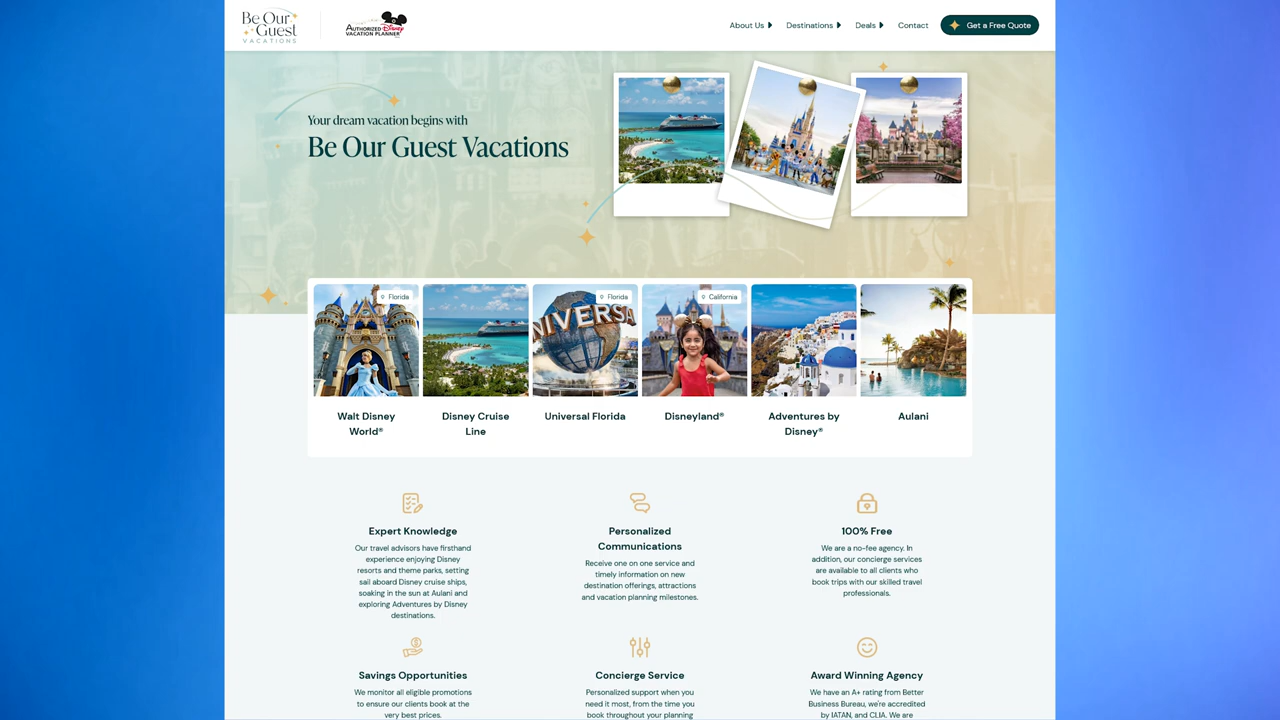 Be Our
Guest
VACATIONS
AUTHORIZED Disney
VACATION PLANNER
About Us
Destinations
Deals
Contact
Get a Free Quote
Your dream vacation begins with
Be Our Guest Vacations
Florida
Florida
California
UNIVERSA
Walt Disney
World®
Disney Cruise
Line
Universal Florida
Disneyland®
Adventures by
Disney®
Aulani
Expert Knowledge
Our travel advisors have firsthand
experience enjoying Disney
resorts and theme parks, setting
sail aboard Disney cruise ships,
soaking in the sun at Aulani and
exploring Adventures by Disney
destinations.
Personalized
Communications
Receive one on one service and
timely information on new
destination offerings, attractions
and vacation planning milestones.
100% Free
We are a no-fee agency. In
addition, our concierge services
are available to all clients who
book trips with our skilled travel
professionals.
Savings Opportunities
We monitor all eligible promotions
to ensure our clients book at the
very best prices.
Concierge Service
Personalized support when you
need it most, from the time you
book throughout your planning
Award Winning Agency
We have an A+ rating from Better
Business Bureau, we're accredited
by IATAN, and CLIA. We are